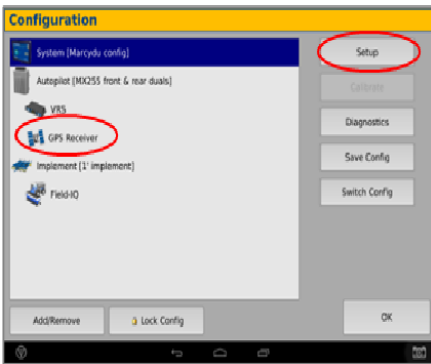 Configuration
System [Marcydu config]
Setup
Autopilot [MX255 front & rear duals]
Calibrate
VRS
Diagnostics
GPS Receiver
Save Config
Implement [1' implement]
Switch Config
Field-IQ
Add/Remove
Lock Config
OK